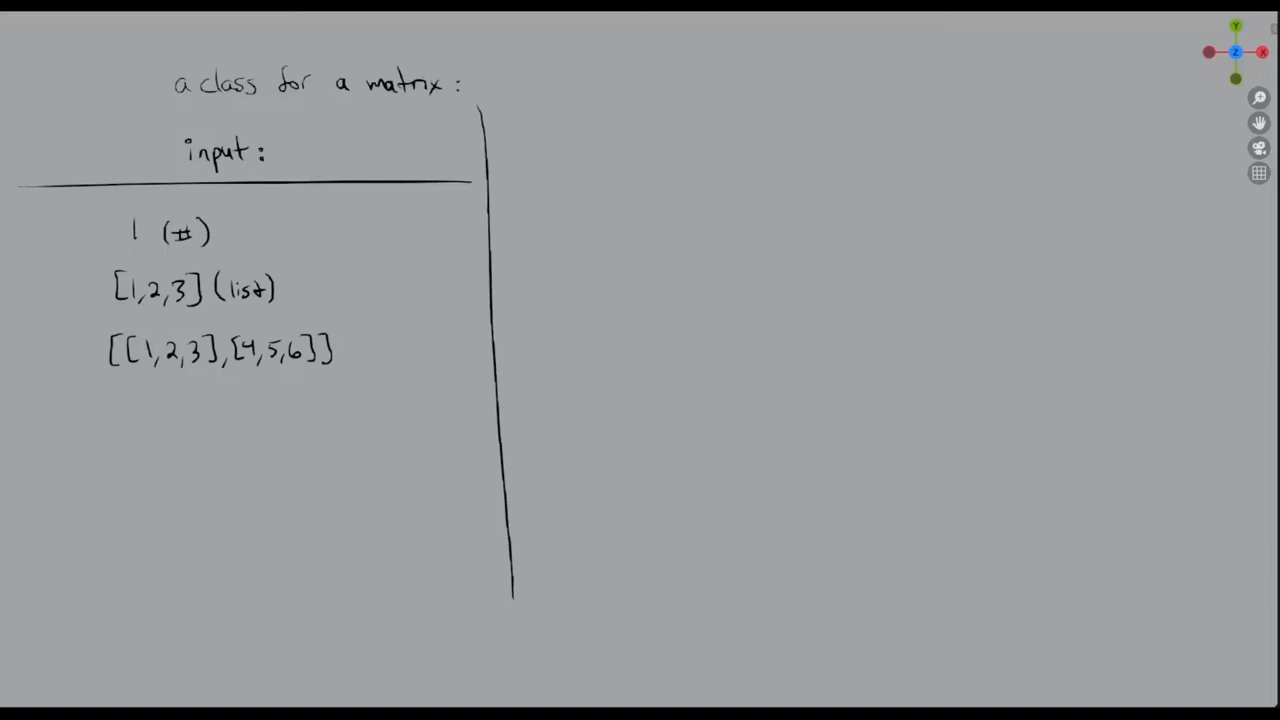 a class for a matrix :
input :
1 (#)
[1,2,3] (list)
[[1,2,3],[4,5,6]]
Y
Z
X